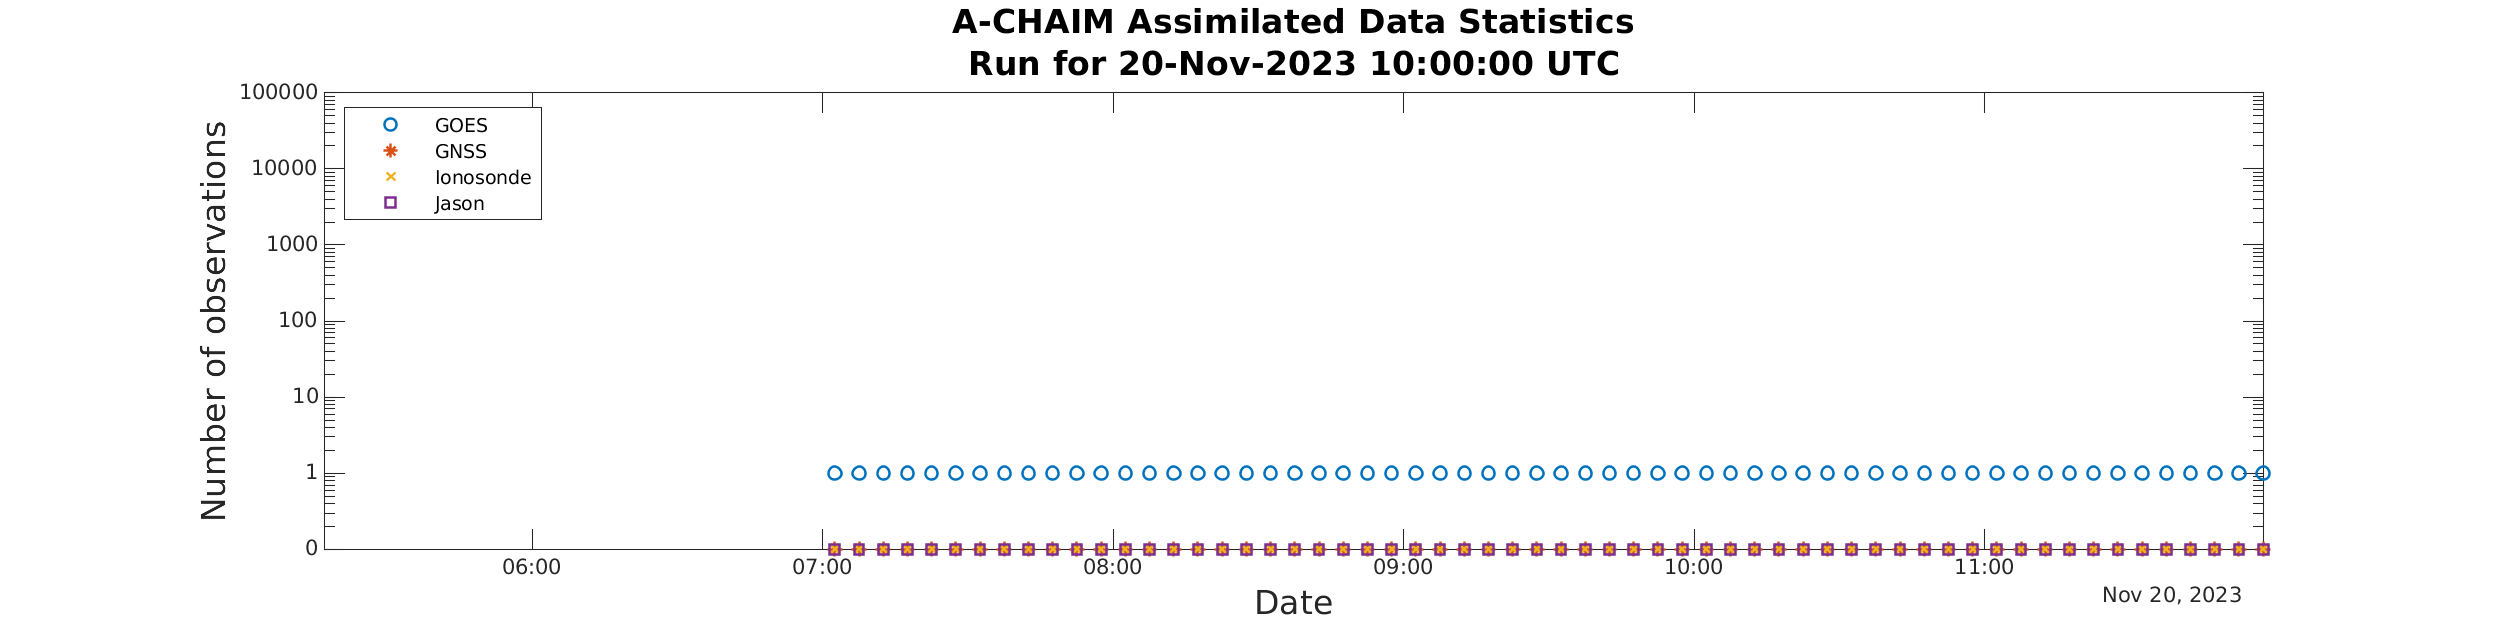 A-CHAIM Assimilated Data Statistics
Run for 20-Nov-2023 10:00:00 UTC
Number of observations
100000
10000
1000
100
10
1
0
GOES
GNSS
Ionosonde
Jason
06:00 07:00 08:00 09:00 10:00 11:00
Date
Nov 20, 2023